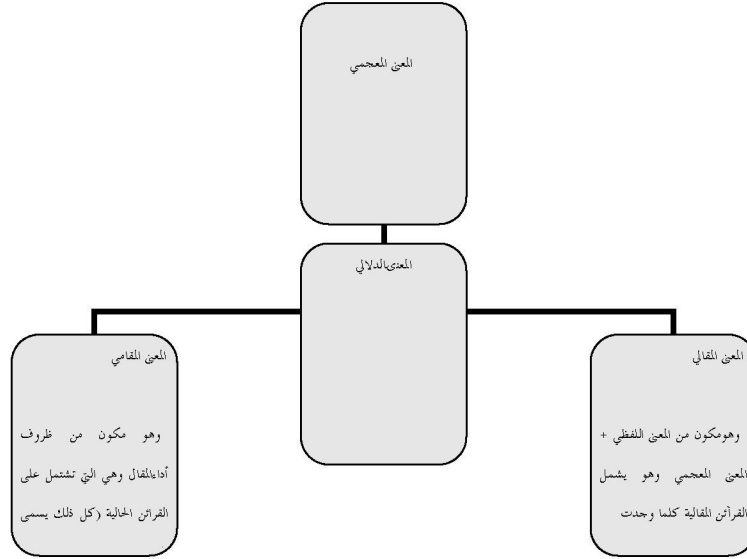 المعنى المعجمي
المعنى الدلالي
المعنى المقالي
وهومكون من المعنى اللفظي +
المعنى المعجمي وهو يشمل
القرآئن المقالية كلما وجدت
المعنى المقامي
وهو مكون من ظروف
أداءالمقال وهي التي تشتمل على
القرائن الحالية (كل ذلك يسمى